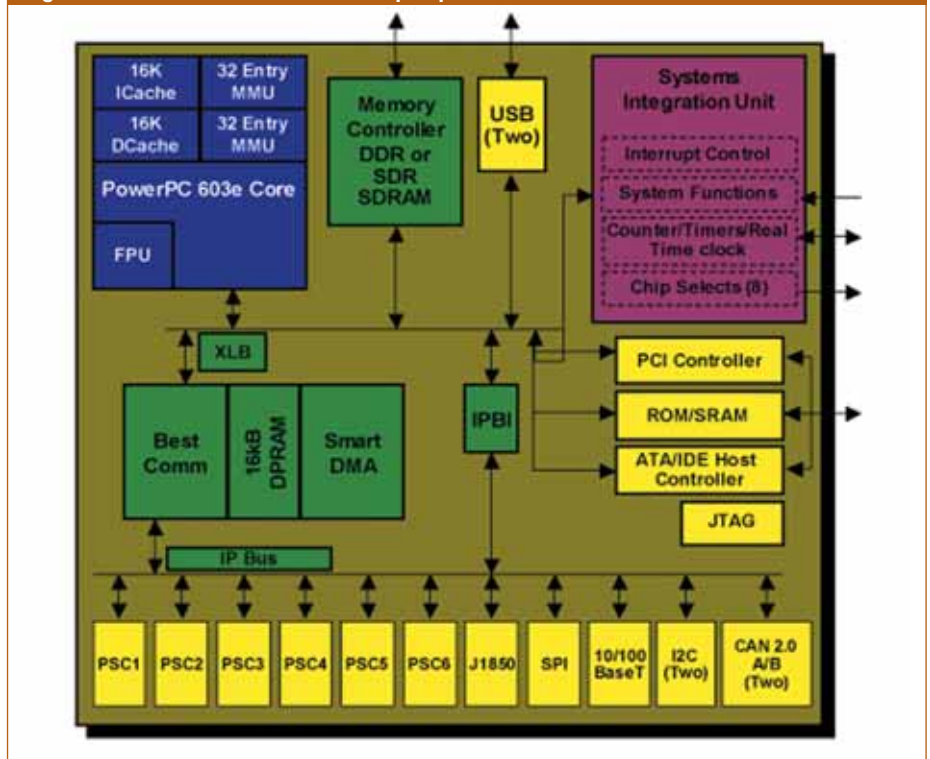 16K
ICache
32 Entry
MMU
16K
DCache
32 Entry
MMU
PowerPC 603e Core
FPU
Memory
Controller
DDR or
SDR
SDRAM
USB
(Two)
Systems
Integration Unit
Interrupt Control
System Functions
Counter/Timers/Real
Time clock
Chip Selects (8)
XLB
Best
Comm
16kB
DPRAM
Smart
DMA
IPBI
PCI Controller
ROM/SRAM
ATA/IDE Host
Controller
JTAG
IP Bus
PSC1
PSC2
PSC3
PSC4
PSC5
PSC6
J1850
SPI
10/100
BaseT
I2C
(Two)
CAN 2.0
A/B
(Two)